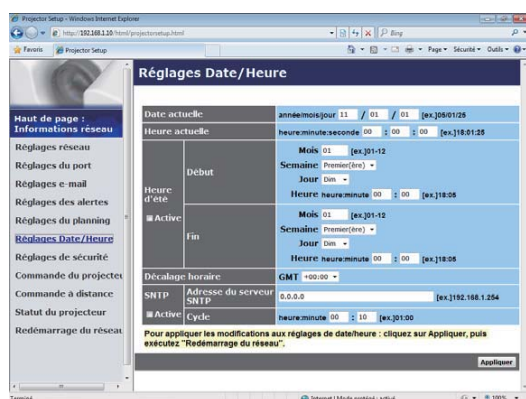 Projector Setup - Windows Internet Explorer
http://192.168.1.10/html/projectorsetup.html
Bing
Favoris
Projector Setup
Page
Sécurité
Outils
Réglages Date/Heure
Haut de page :
Informations réseau
Réglages réseau
Réglages du port
Réglages e-mail
Réglages des alertes
Réglages du planning
Réglages Date/Heure
Réglages de sécurité
Commande du projecteu
Commande à distance
Statut du projecteur
Redémarrage du réseau
Date actuelle année/mois/jour 11 / 01 / 01 [ex.]05/01/25
Heure actuelle heure:minute:seconde 00 : 00 : 00 [ex.]18:01:25
Heure d'été
Active
Début
Mois 01 [ex.]01-12
Semaine Premier(ère)
Jour Dim
Heure heure:minute 00 : 00 [ex.]18:05
Fin
Mois 01 [ex.]01-12
Semaine Premier(ère)
Jour Dim
Heure heure:minute 00 : 00 [ex.]18:05
Décalage horaire GMT +00:00
SNTP
Active
Adresse du serveur SNTP 0.0.0.0 [ex.]192.168.1.254
Cycle heure:minute 00 : 10 [ex.]01:00
Pour appliquer les modifications aux réglages de date/heure : cliquez sur Appliquer, puis
exécutez "Redémarrage du réseau".
Appliquer
Terminé
Internet | Mode protégé : activé
100%